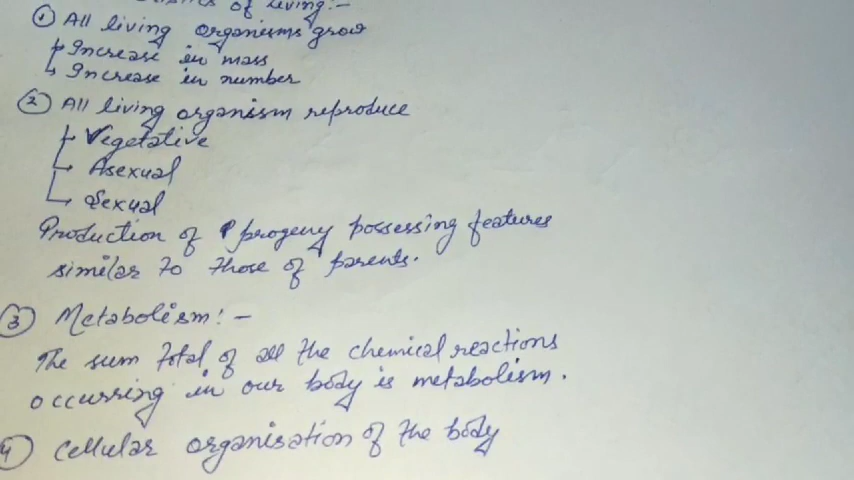 of living:-
① All living organisms grow
Increase in mass
Increase in number
② All living organism reproduce
Vegetative
Asexual
Sexual
Production of progeny possessing features
similar to those of parents.
③ Metabolism:-
The sum total of all the chemical reactions
occurring in our body is metabolism.
④ Cellular organisation of the body